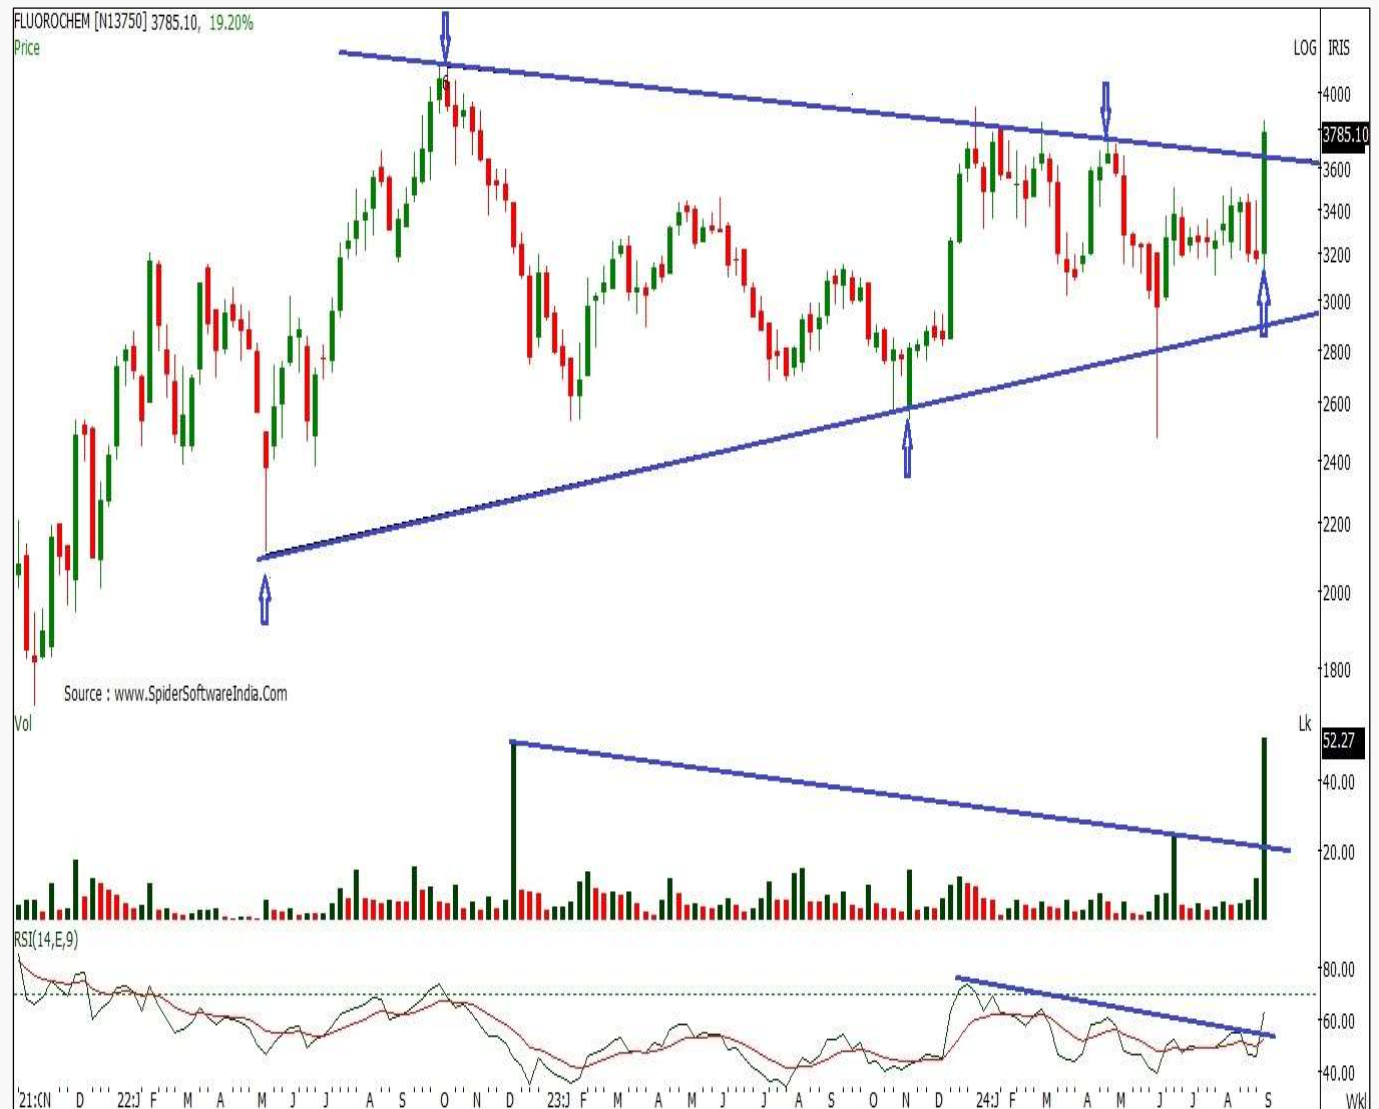 FLUOROCHEM [N13750] 3785.10, 19.20%
Price
LOG IRIS
4000
3785.10
3600
3400
3200
3000
2800
2600
2400
2200
2000
1800
Source : www.SpiderSoftwareIndia.com
Vol
Lk
52.27
40.00
20.00
RSI(14,E,9)
80.00
60.00
40.00
D 22:J F M A M J J A S O N D 23:J F M A M J J A S O N D 24:J F M A M J J A S